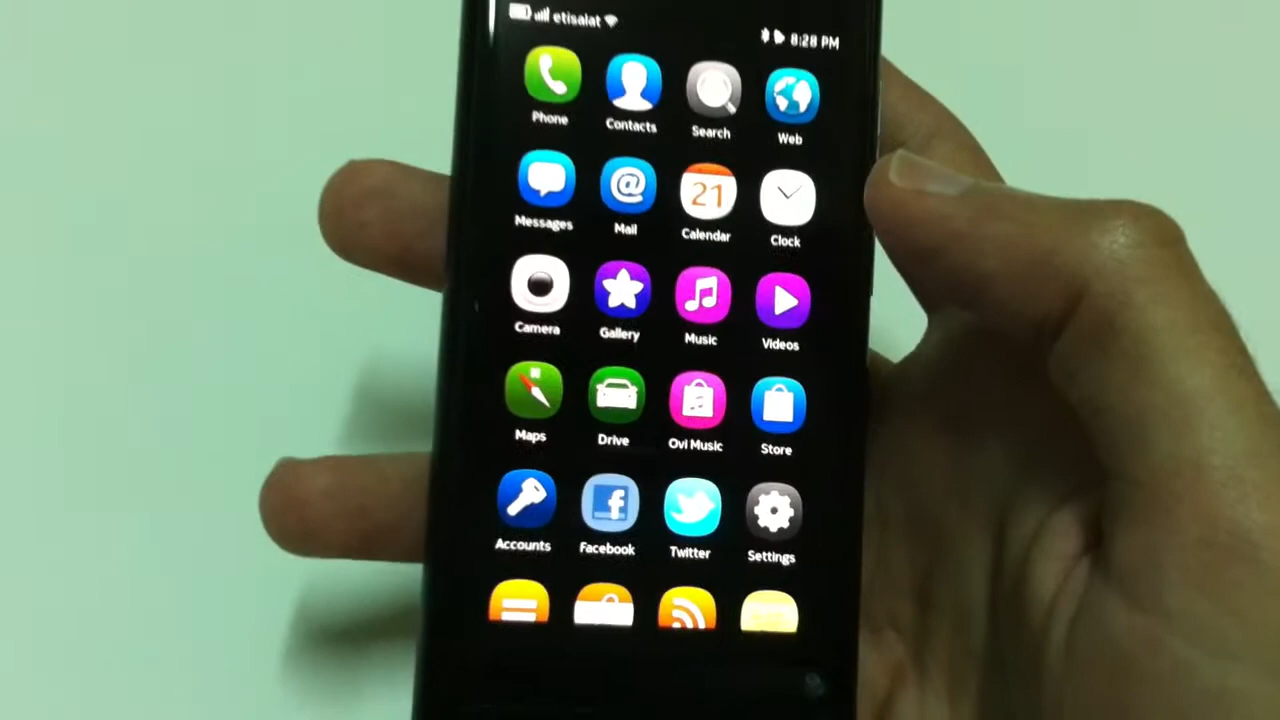 etisalat 8:28 PM
Phone Contacts Search Web
@ 21
Messages Mail Calendar Clock
Camera Gallery Music Videos
Maps Drive Ovi Music Store
f
Accounts Facebook Twitter Settings